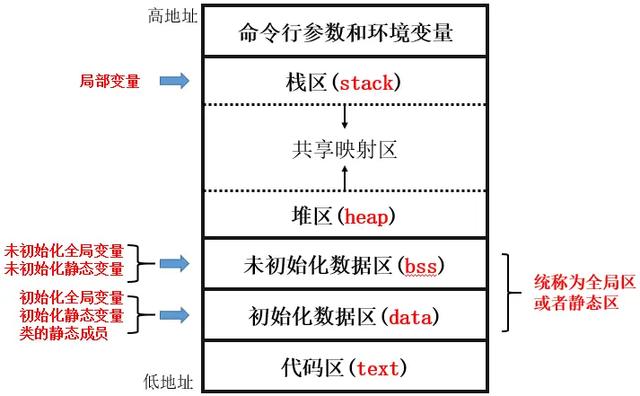 高地址
命令行参数和环境变量
局部变量
栈区(stack)
共享映射区
堆区(heap)
未初始化全局变量
未初始化静态变量
未初始化数据区(bss)
统称为全局区
或者静态区
初始化全局变量
初始化静态变量
类的静态成员
初始化数据区(data)
代码区(text)
低地址